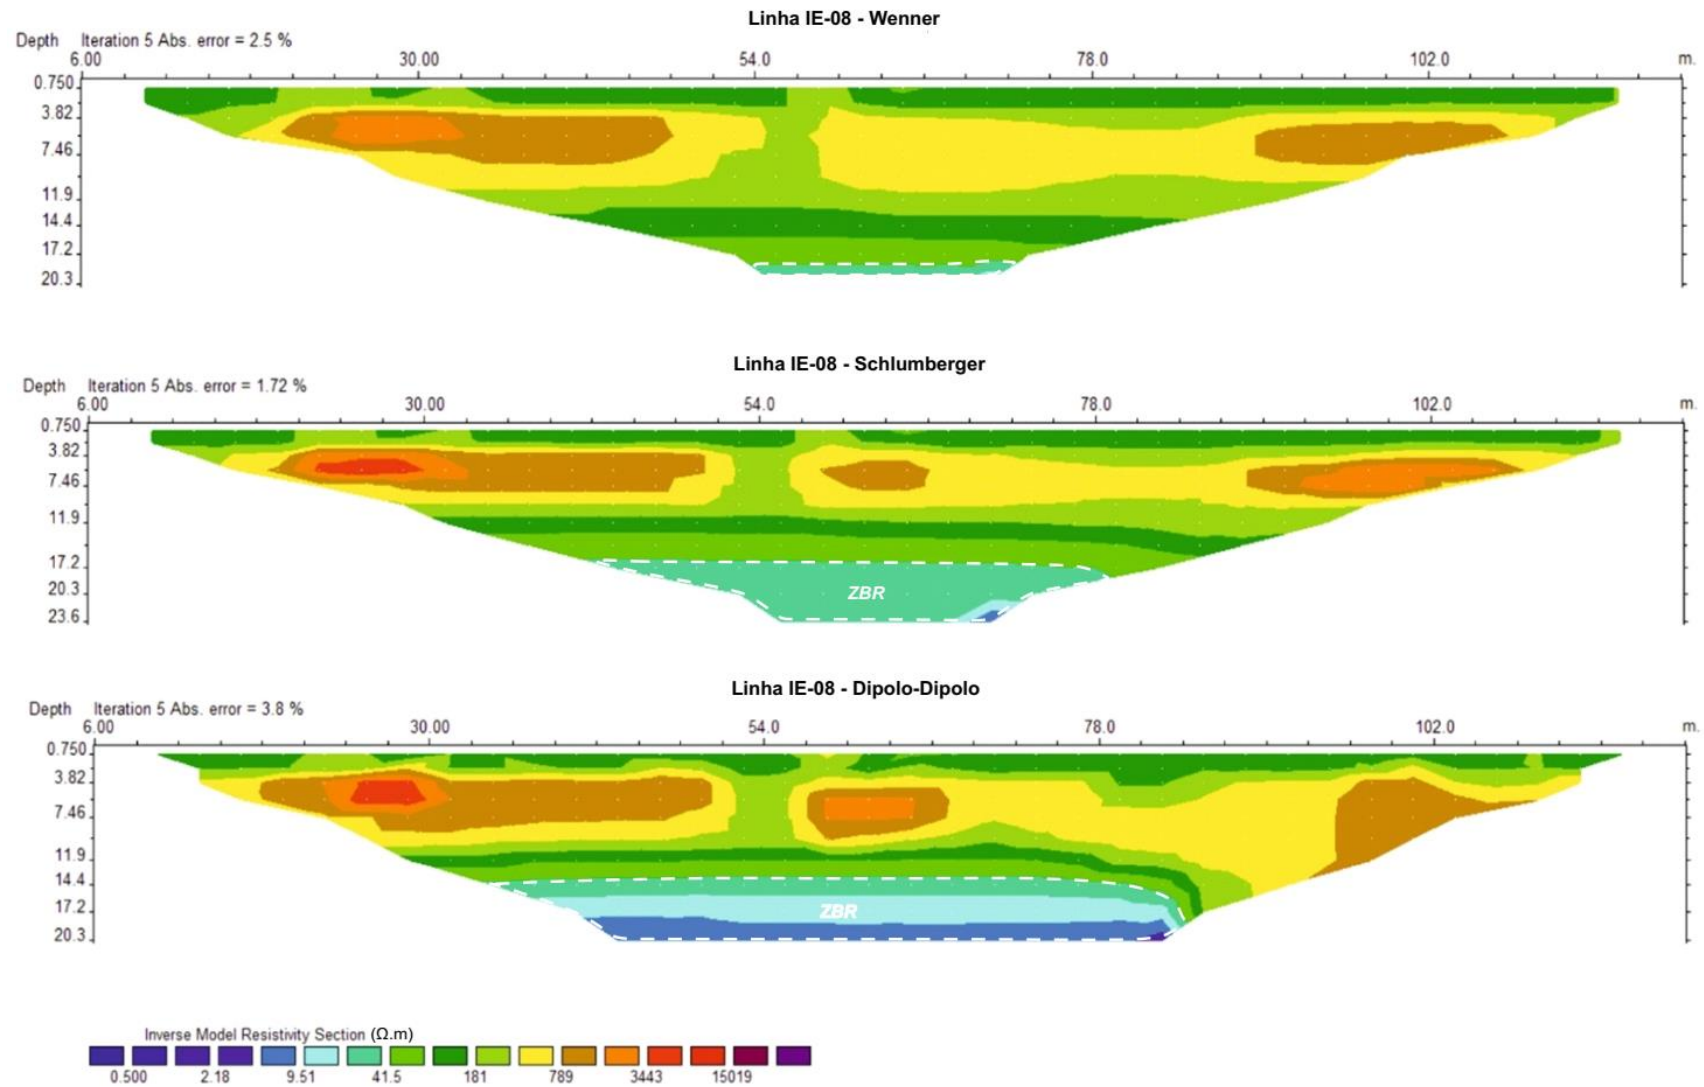 Linha IE-08 - Wenner
Depth Iteration 5 Abs. error = 2.5 %
6.00 30.00 54.0 78.0 102.0 m.
0.750
3.82
7.46
11.9
14.4
17.2
20.3
Linha IE-08 - Schlumberger
Depth Iteration 5 Abs. error = 1.72 %
6.00 30.00 54.0 78.0 102.0 m.
0.750
3.82
7.46
11.9
17.2
20.3
23.6
ZBR
Linha IE-08 - Dipolo-Dipolo
Depth Iteration 5 Abs. error = 3.8 %
6.00 30.00 54.0 78.0 102.0 m.
0.750
3.82
7.46
11.9
14.4
17.2
20.3
ZBR
Inverse Model Resistivity Section (Ω.m)
0.500 2.18 9.51 41.5 181 789 3443 15019